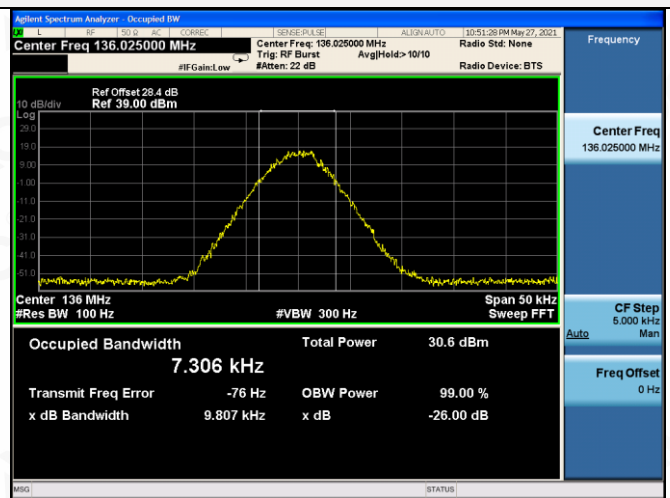 Agilent Spectrum Analyzer - Occupied BW
LXI L RF 50 Ω AC CORREC SENSE:PULSE ALIGN AUTO 10:51:28 PM May 27, 2021
Center Freq 136.025000 MHz
Center Freq: 136.025000 MHz
Radio Std: None
Trig: RF Burst Avg|Hold:> 10/10
#IFGain:Low #Atten: 22 dB Radio Device: BTS
Ref Offset 28.4 dB
10 dB/div Ref 39.00 dBm
Log
29.0
19.0
9.00
-1.00
-11.0
-21.0
-31.0
-41.0
-51.0
Center 136 MHz Span 50 kHz
#Res BW 100 Hz #VBW 300 Hz Sweep FFT
Occupied Bandwidth Total Power 30.6 dBm
7.306 kHz
Transmit Freq Error -76 Hz OBW Power 99.00 %
x dB Bandwidth 9.807 kHz x dB -26.00 dB
MSG STATUS
Frequency
Center Freq
136.025000 MHz
CF Step
5.000 kHz
Auto Man
Freq Offset
0 Hz